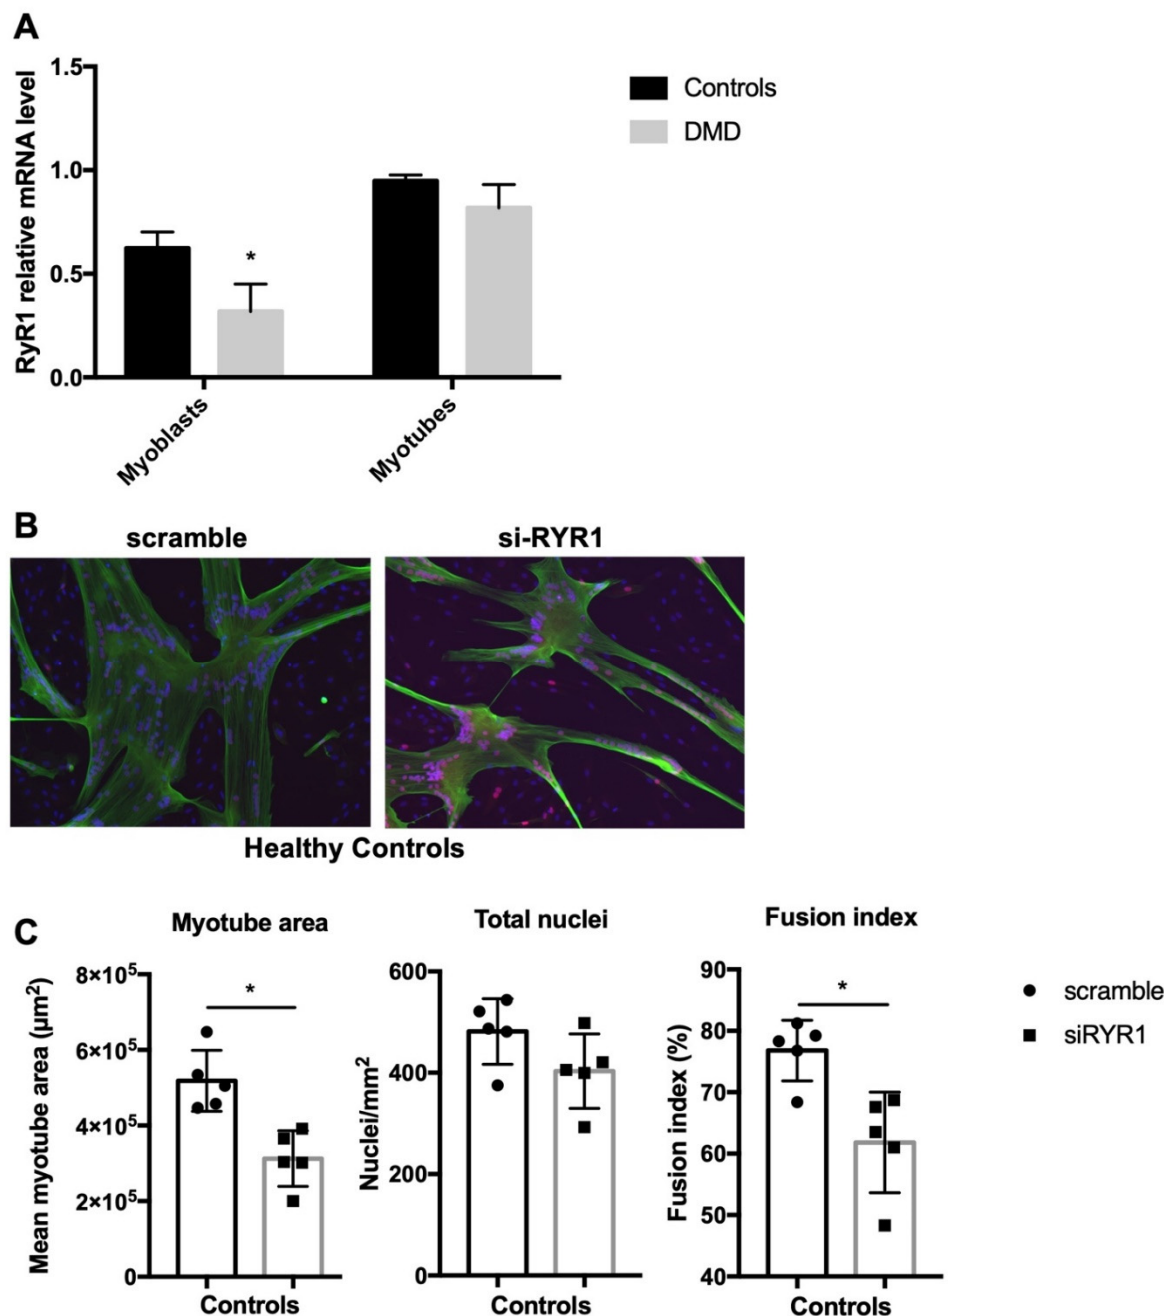 A
RyR1 relative mRNA level
1.5
1.0
0.5
0.0
*
Myoblasts
Myotubes
Controls
DMD
B
scramble
si-RYR1
Healthy Controls
C
Myotube area
Mean myotube area (µm²)
8×10⁵
6×10⁵
4×10⁵
2×10⁵
0
*
Controls
Total nuclei
Nuclei/mm²
600
400
200
0
Controls
Fusion index
Fusion index (%)
90
80
70
60
50
40
*
Controls
scramble
siRYR1